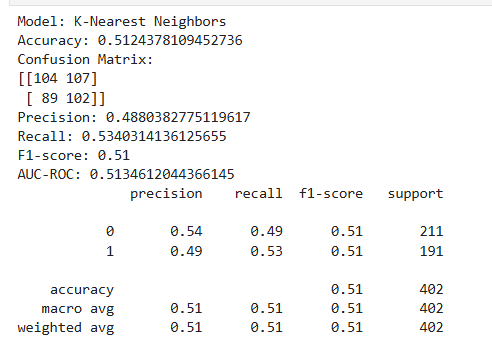 Model: K-Nearest Neighbors
Accuracy: 0.5124378109452736
Confusion Matrix:
[[104 107]
 [ 89 102]]
Precision: 0.4880382775119617
Recall: 0.5340314136125655
F1-score: 0.51
AUC-ROC: 0.5134612044366145
              precision    recall  f1-score   support

           0       0.54      0.49      0.51       211
           1       0.49      0.53      0.51       191

    accuracy                           0.51       402
   macro avg       0.51      0.51      0.51       402
weighted avg       0.51      0.51      0.51       402